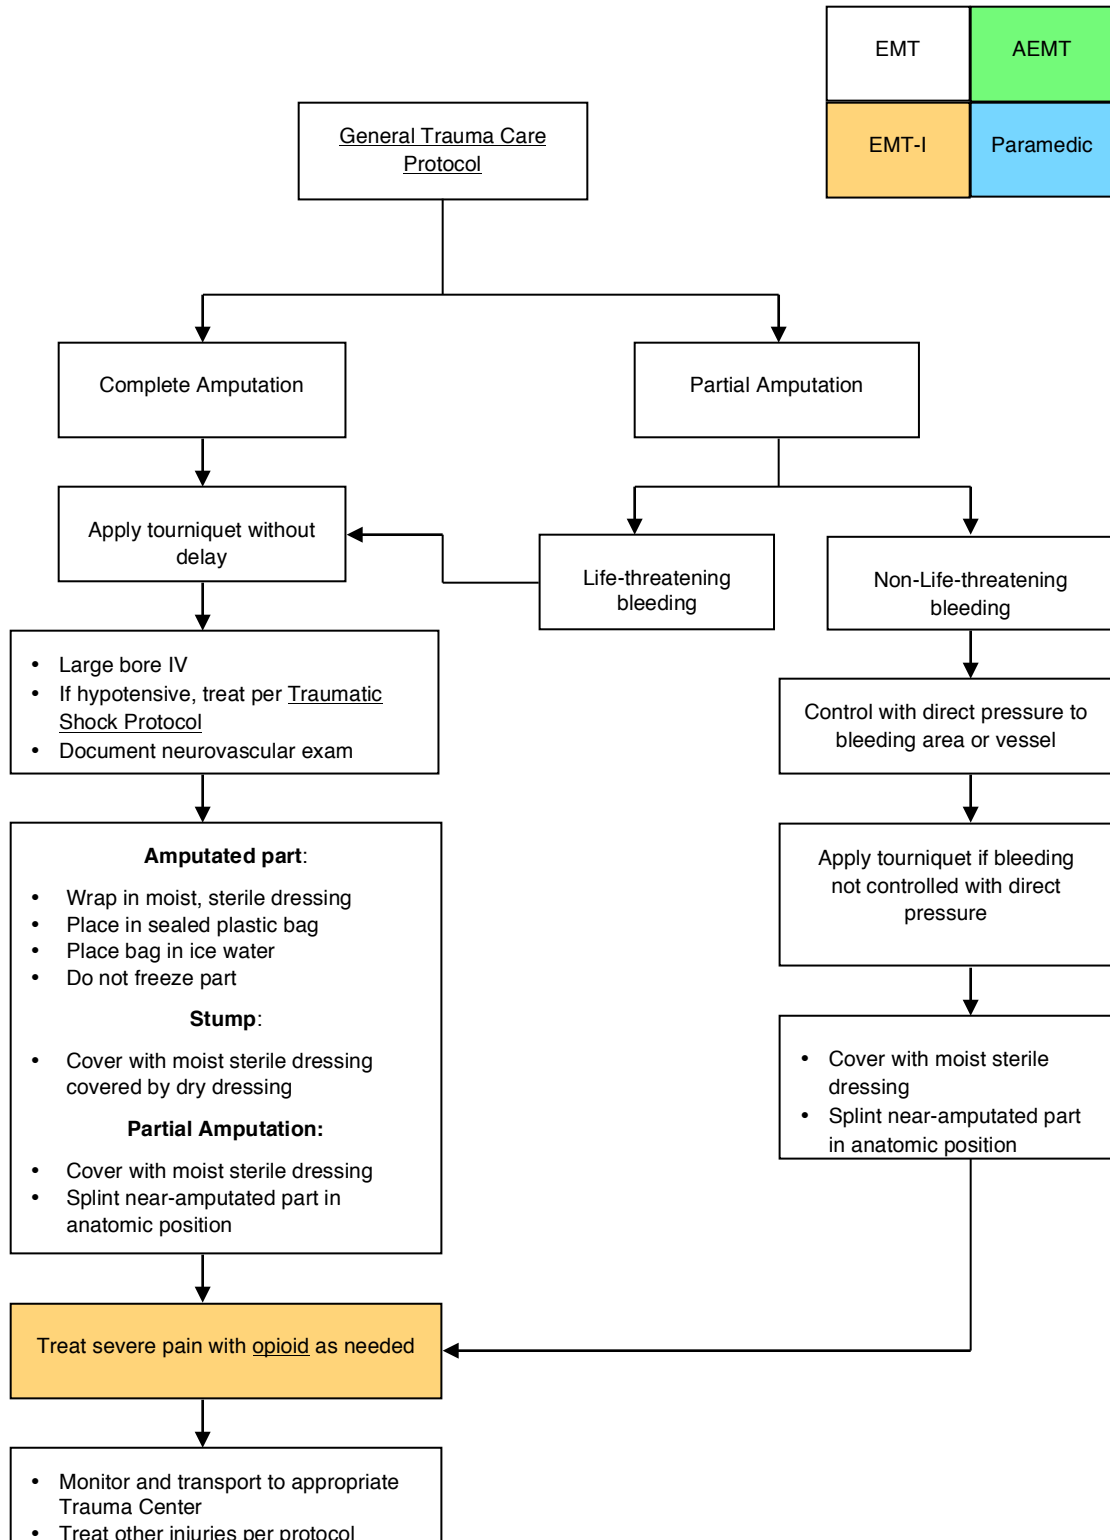 EMT
AEMT
EMT-I
Paramedic
General Trauma Care
Protocol
Complete Amputation
Partial Amputation
Apply tourniquet without
delay
Life-threatening
bleeding
Non-Life-threatening
bleeding
• Large bore IV
• If hypotensive, treat per Traumatic
Shock Protocol
• Document neurovascular exam
Control with direct pressure to
bleeding area or vessel
Amputated part:
• Wrap in moist, sterile dressing
• Place in sealed plastic bag
• Place bag in ice water
• Do not freeze part
Stump:
• Cover with moist sterile dressing
covered by dry dressing
Partial Amputation:
• Cover with moist sterile dressing
• Splint near-amputated part in
anatomic position
Apply tourniquet if bleeding
not controlled with direct
pressure
• Cover with moist sterile
dressing
• Splint near-amputated part
in anatomic position
Treat severe pain with opioid as needed
• Monitor and transport to appropriate
Trauma Center
• Treat other injuries per protocol